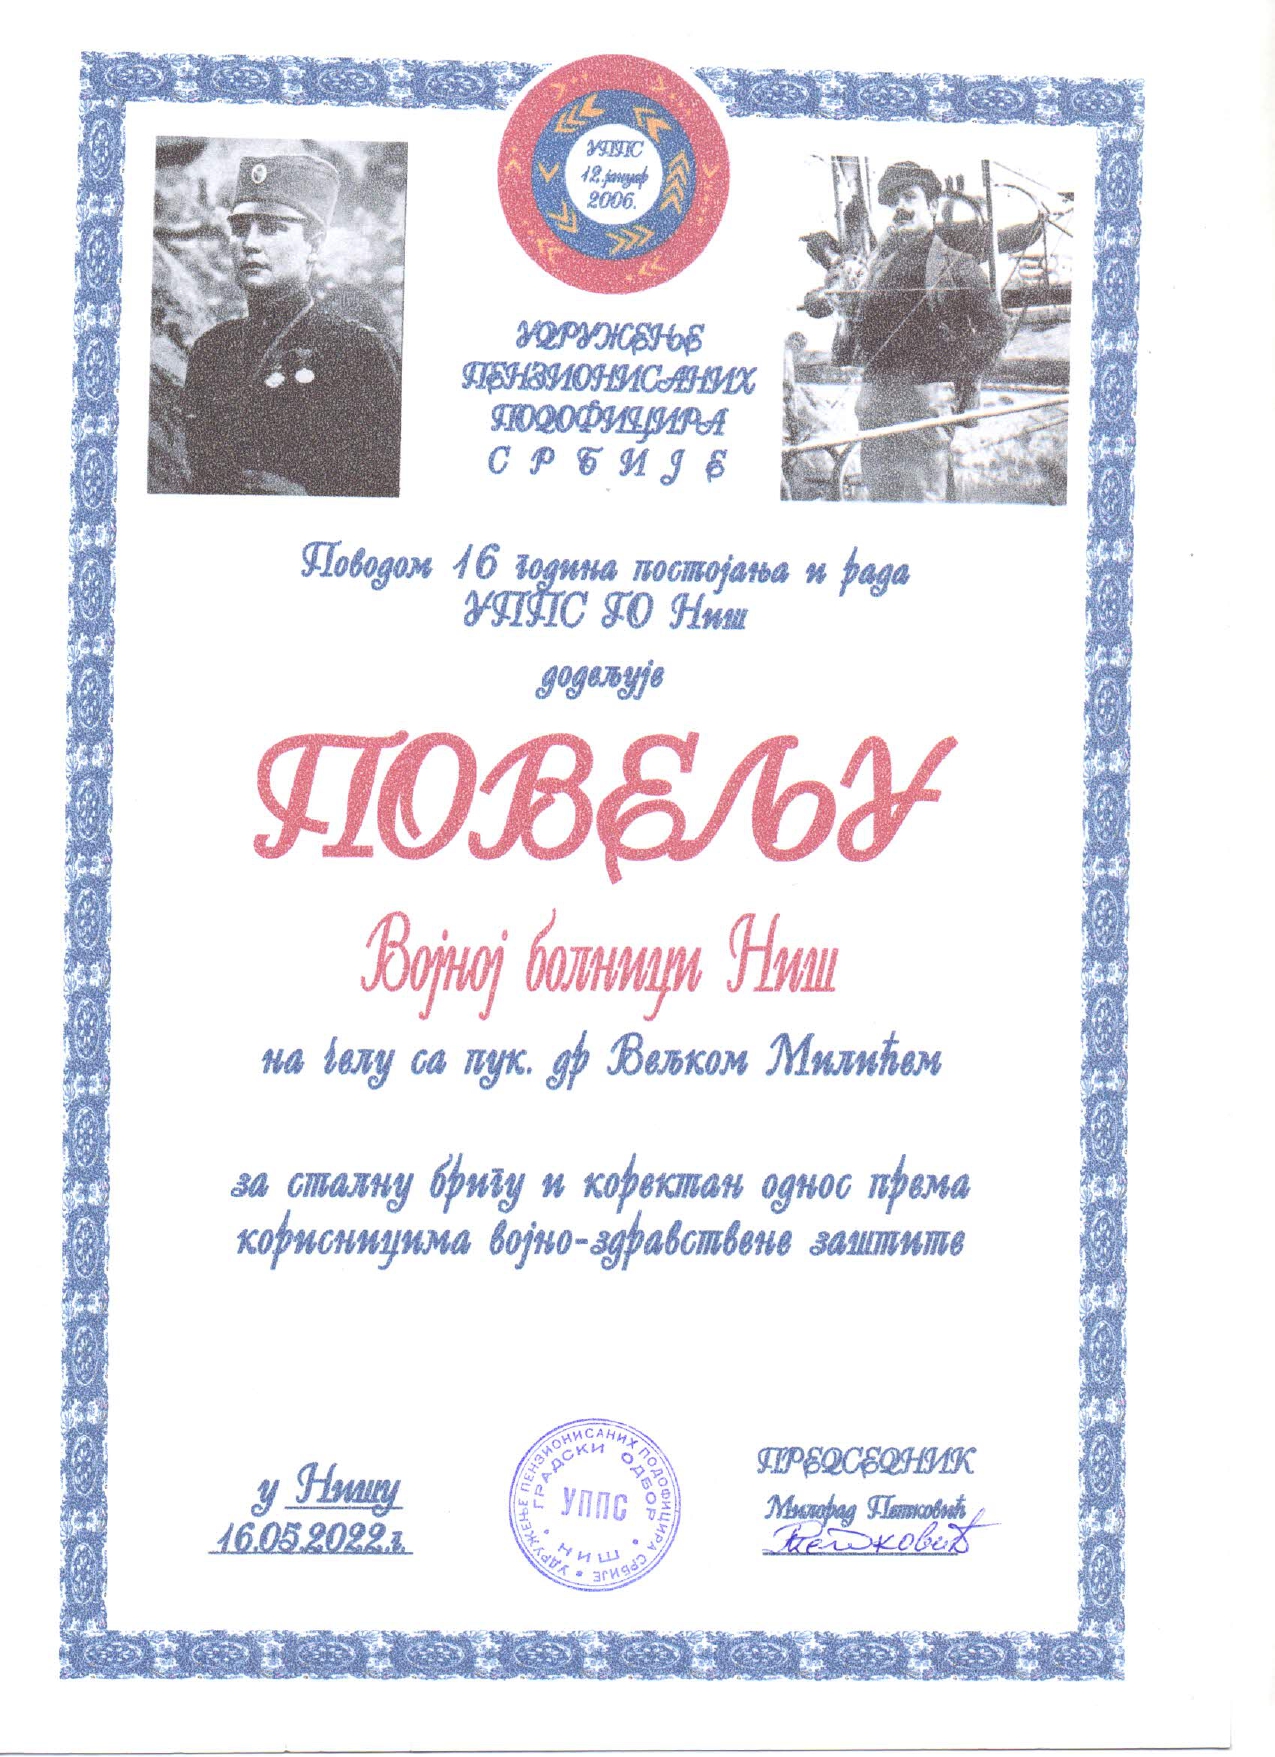 УППС
12. јануар
2006.
УДРУЖЕЊЕ
ПЕНЗИОНИСАНИХ
ПОДОФИЦИРА
С Р Б И Ј Е
Поводом 16 година постојања и рада
УППС ГО Ниш
додељује
ПОВЕЉУ
Војној болници Ниш
на челу са пук. др Вељком Милићем
за сталну бригу и коректан однос према
корисницима војно-здравствене заштите
у Нишу
16.05.2022.г.
УДРУЖЕЊЕ ПЕНЗИОНИСАНИХ ПОДОФИЦИРА СРБИЈЕ
ГРАДСКИ ОДБОР
УППС
НИШ
ПРЕДСЕДНИК
Милорад Петковић
Петковић